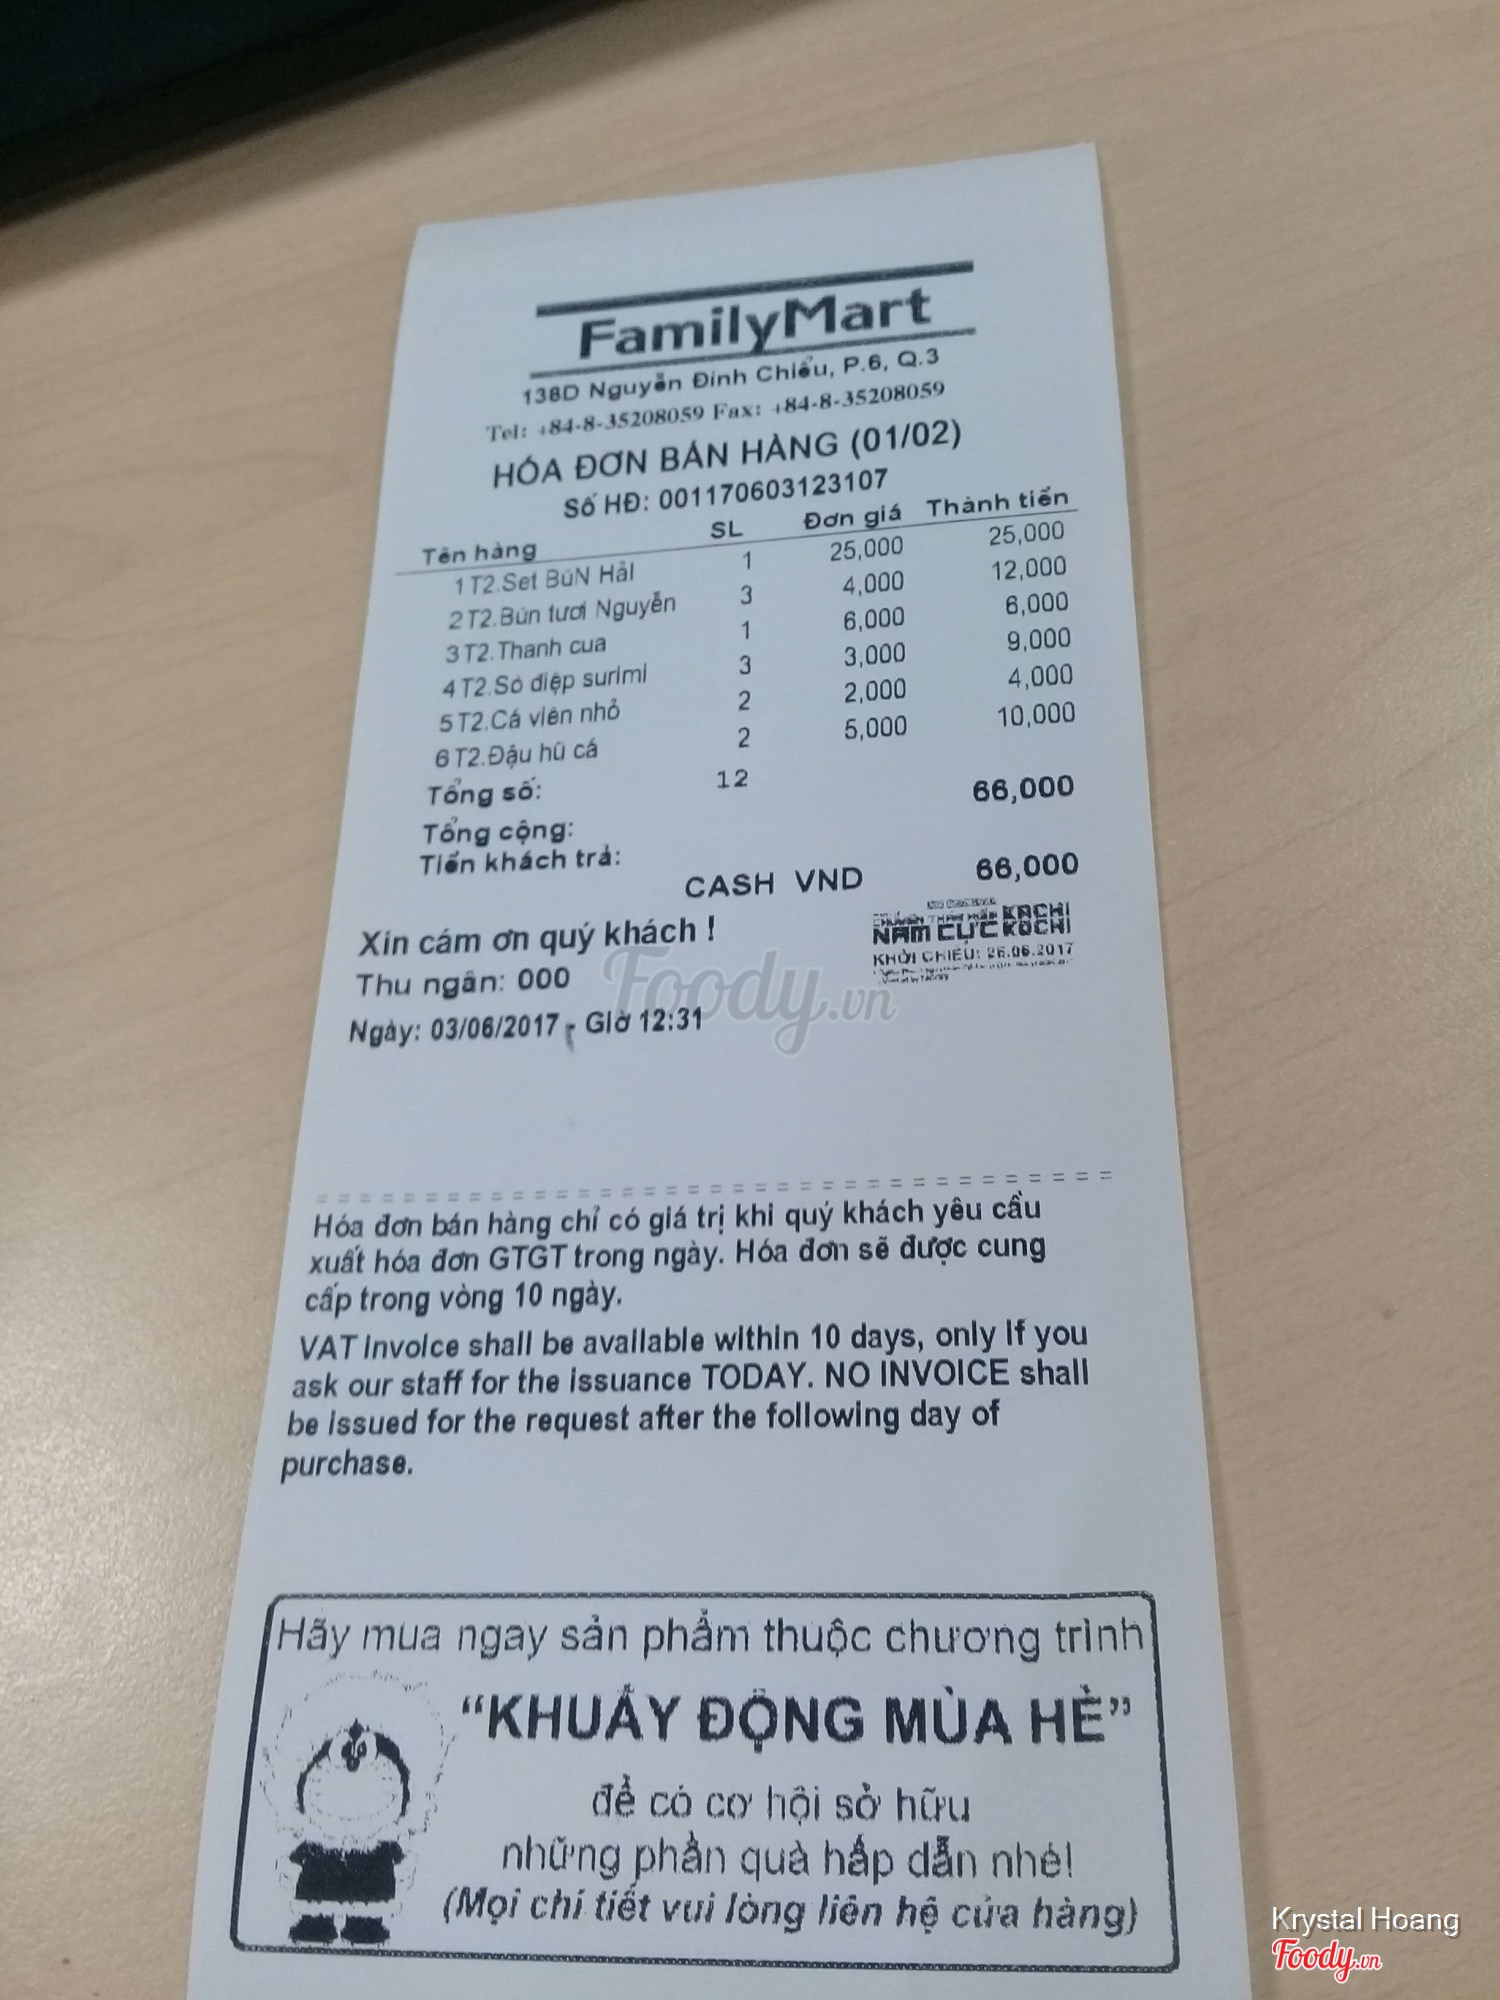 FamilyMart
138D Nguyễn Đình Chiểu, P.6, Q.3
Tel: +84-8-35208059 Fax: +84-8-35208059
HÓA ĐƠN BÁN HÀNG (01/02)
Số HĐ: 001170603123107
Tên hàng SL Đơn giá Thành tiền
1 T2.Set BúN Hải 1 25,000 25,000
2 T2.Bún tươi Nguyễn 3 4,000 12,000
3 T2.Thanh cua 1 6,000 6,000
4 T2.Sò điệp surimi 3 3,000 9,000
5 T2.Cá viên nhỏ 2 2,000 4,000
6 T2.Đậu hũ cá 2 5,000 10,000
Tổng số: 12
Tổng cộng: 66,000
Tiền khách trả:
CASH VND 66,000
Xin cám ơn quý khách !
NAM CỰC KACHI KOCHI
KHỞI CHIẾU: 26.06.2017
Thu ngân: 000
Ngày: 03/06/2017 - Giờ 12:31
Foody.vn
Hóa đơn bán hàng chỉ có giá trị khi quý khách yêu cầu
xuất hóa đơn GTGT trong ngày. Hóa đơn sẽ được cung
cấp trong vòng 10 ngày.
VAT Invoice shall be available within 10 days, only if you
ask our staff for the issuance TODAY. NO INVOICE shall
be issued for the request after the following day of
purchase.
Hãy mua ngay sản phẩm thuộc chương trình
“KHUẤY ĐỘNG MÙA HÈ”
để có cơ hội sở hữu
những phần quà hấp dẫn nhé!
(Mọi chi tiết vui lòng liên hệ cửa hàng)
Krystal Hoang
Foody.vn